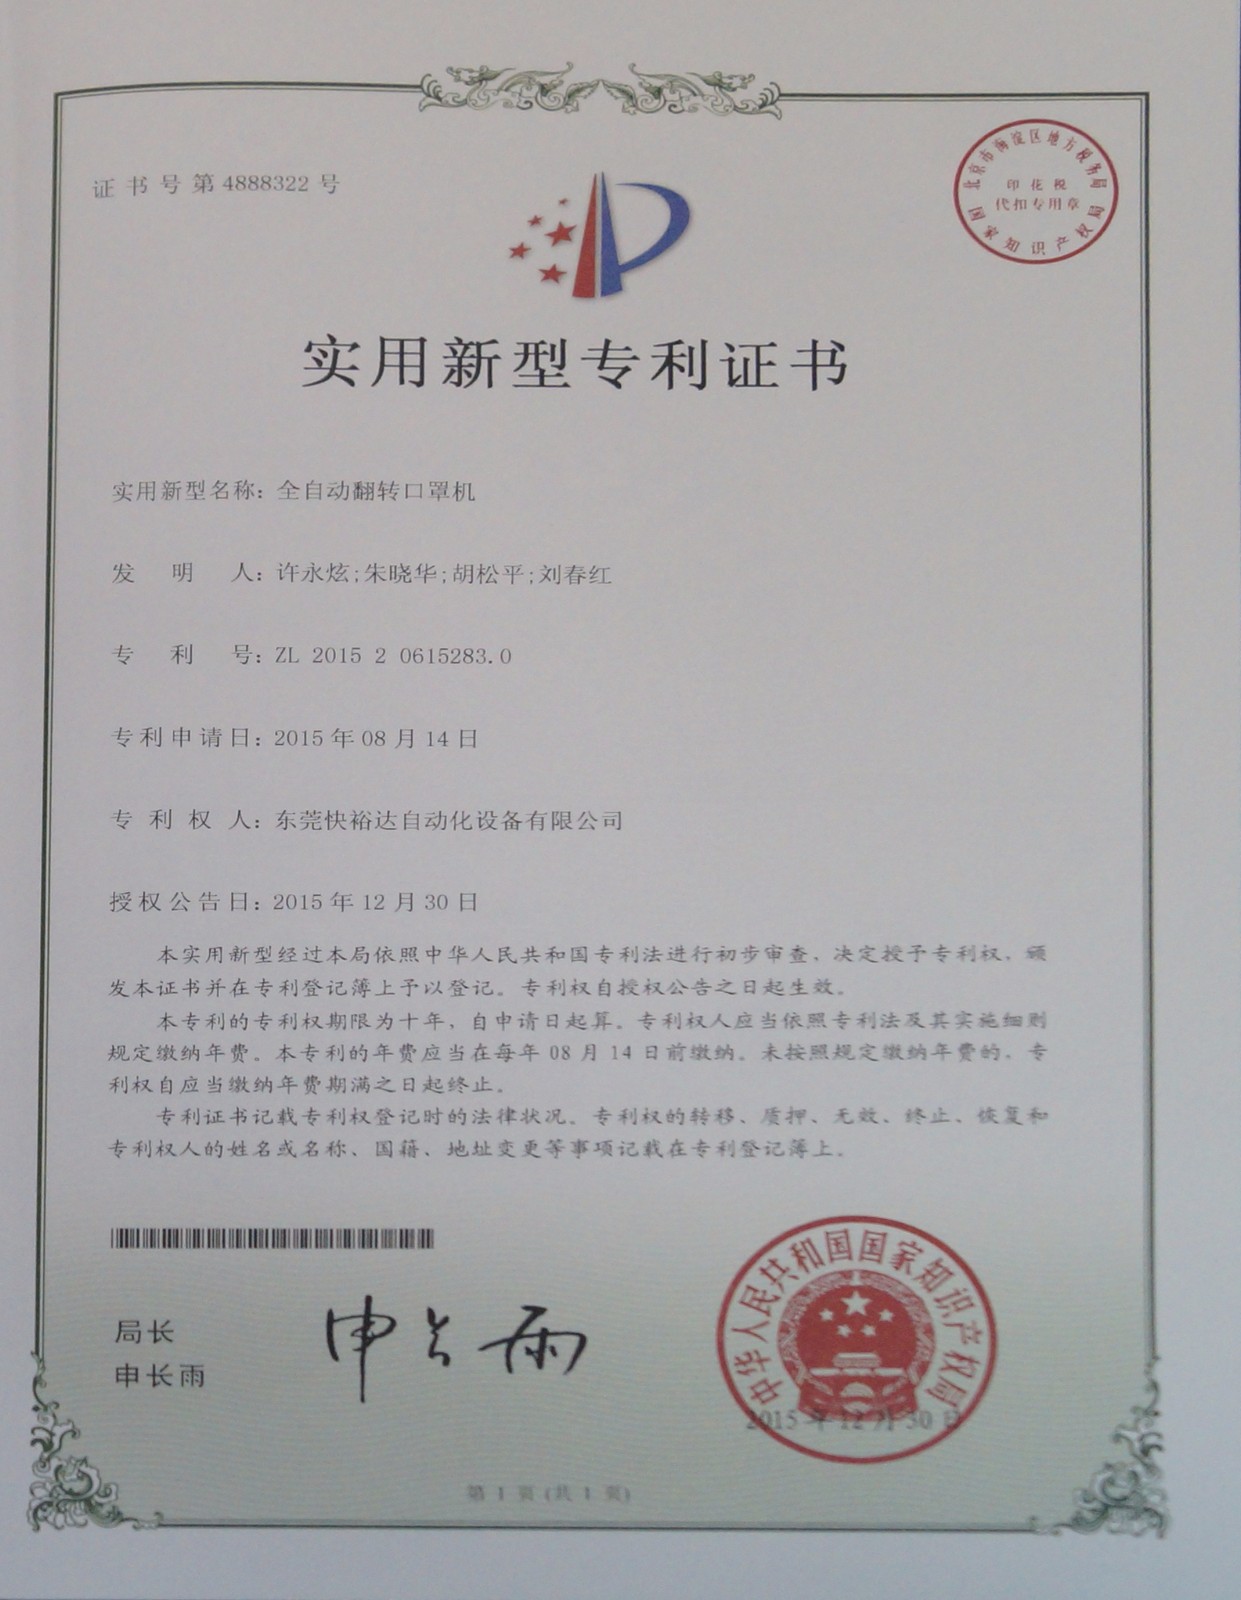 证书号第4888322号
北京市海淀区地方税务局
印花税
代扣专用章
国家知识产权局
实用新型专利证书
实用新型名称：全自动翻转口罩机
发明人：许永炫;朱晓华;胡松平;刘春红
专利号：ZL 2015 2 0615283.0
专利申请日：2015年08月14日
专利权人：东莞快裕达自动化设备有限公司
授权公告日：2015年12月30日
本实用新型经过本局依照中华人民共和国专利法进行初步审查，决定授予专利权，颁
发本证书并在专利登记簿上予以登记。专利权自授权公告之日起生效。
本专利的专利权期限为十年，自申请日起算。专利权人应当依照专利法及其实施细则
规定缴纳年费。本专利的年费应当在每年08月14日前缴纳。未按照规定缴纳年费的，专
利权自应当缴纳年费期满之日起终止。
专利证书记载专利权登记时的法律状况。专利权的转移、质押、无效、终止、恢复和
专利权人的姓名或名称、国籍、地址变更等事项记载在专利登记簿上。
局长
申长雨
申长雨
中华人民共和国国家知识产权局
2015年12月30日
第1页(共1页)